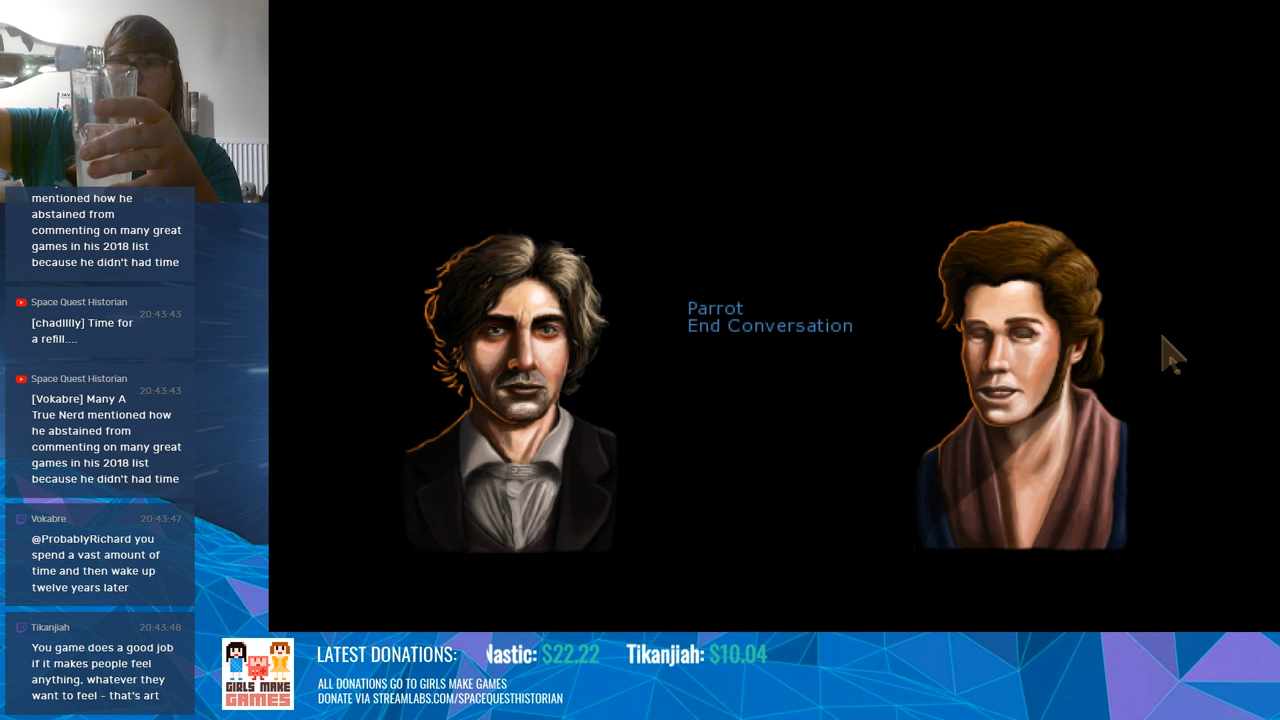 mentioned how he
abstained from
commenting on many great
games in his 2018 list
because he didn't had time
Space Quest Historian
20:43:43
[chadlllly] Time for
a refill....
Space Quest Historian
20:43:43
[Vokabre] Many A
True Nerd mentioned how
he abstained from
commenting on many great
games in his 2018 list
because he didn't had time
Vokabre 20:43:47
@ProbablyRichard you
spend a vast amount of
time and then wake up
twelve years later
Tikanjiah 20:43:48
You game does a good job
if it makes people feel
anything, whatever they
want to feel - that's art
Parrot
End Conversation
GIRLS MAKE
GAMES
LATEST DONATIONS: $22.22 Tikanjiah: $10.04
ALL DONATIONS GO TO GIRLS MAKE GAMES
DONATE VIA STREAMLABS.COM/SPACEQUESTHISTORIAN